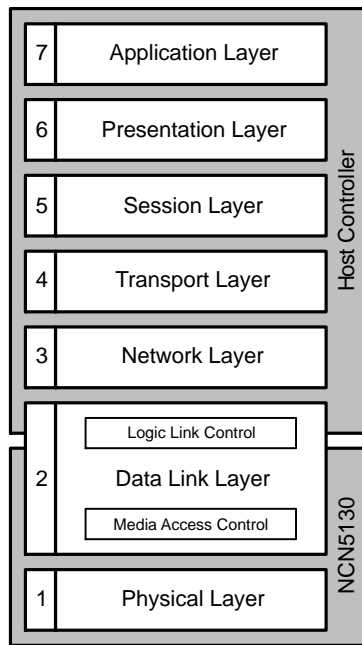 7 Application Layer
6 Presentation Layer
5 Session Layer
4 Transport Layer
3 Network Layer
Host Controller
Logic Link Control
2 Data Link Layer
Media Access Control
1 Physical Layer
NCN5130